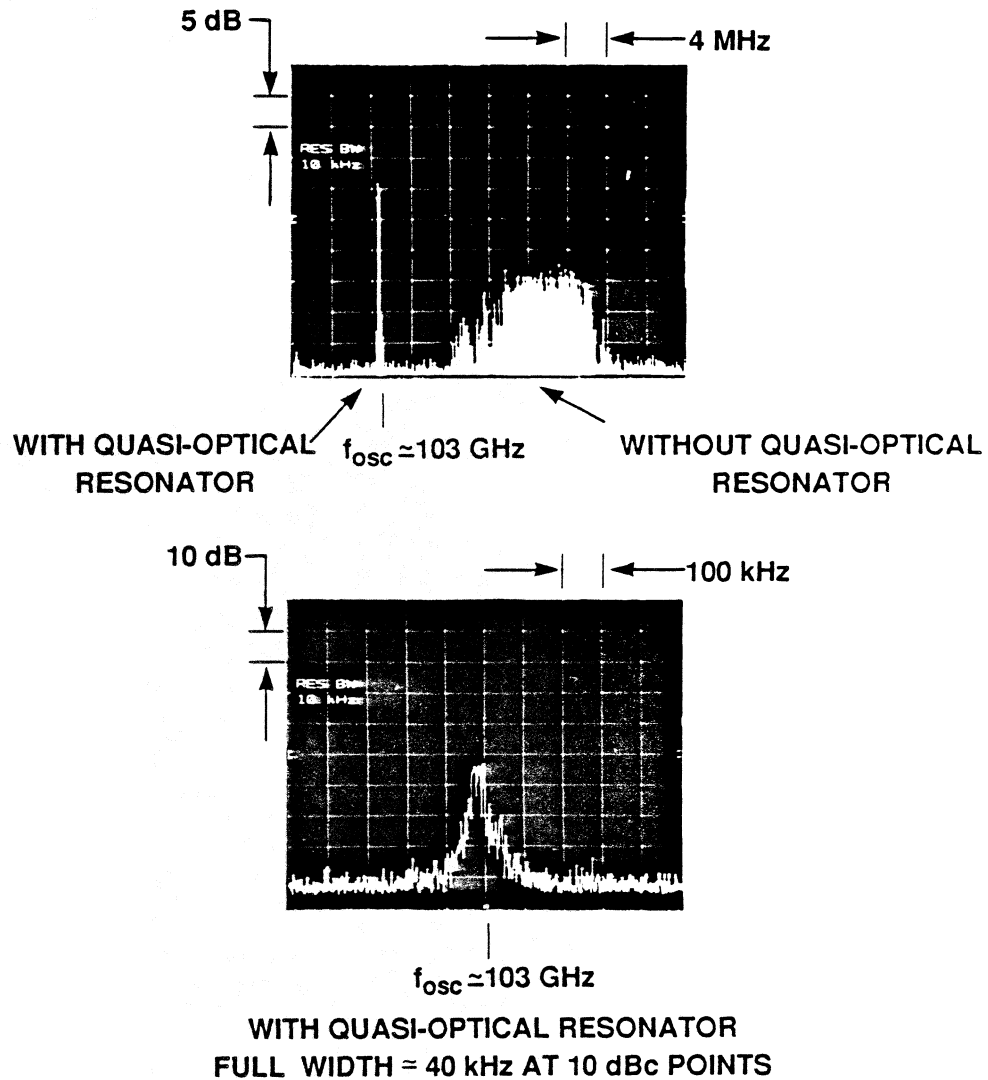 5 dB
4 MHz
RES BW
10 kHz
WITH QUASI-OPTICAL
RESONATOR
fosc ≃103 GHz
WITHOUT QUASI-OPTICAL
RESONATOR
10 dB
100 kHz
RES BW
10 kHz
fosc ≃103 GHz
WITH QUASI-OPTICAL RESONATOR
FULL WIDTH ≃ 40 kHz AT 10 dBc POINTS